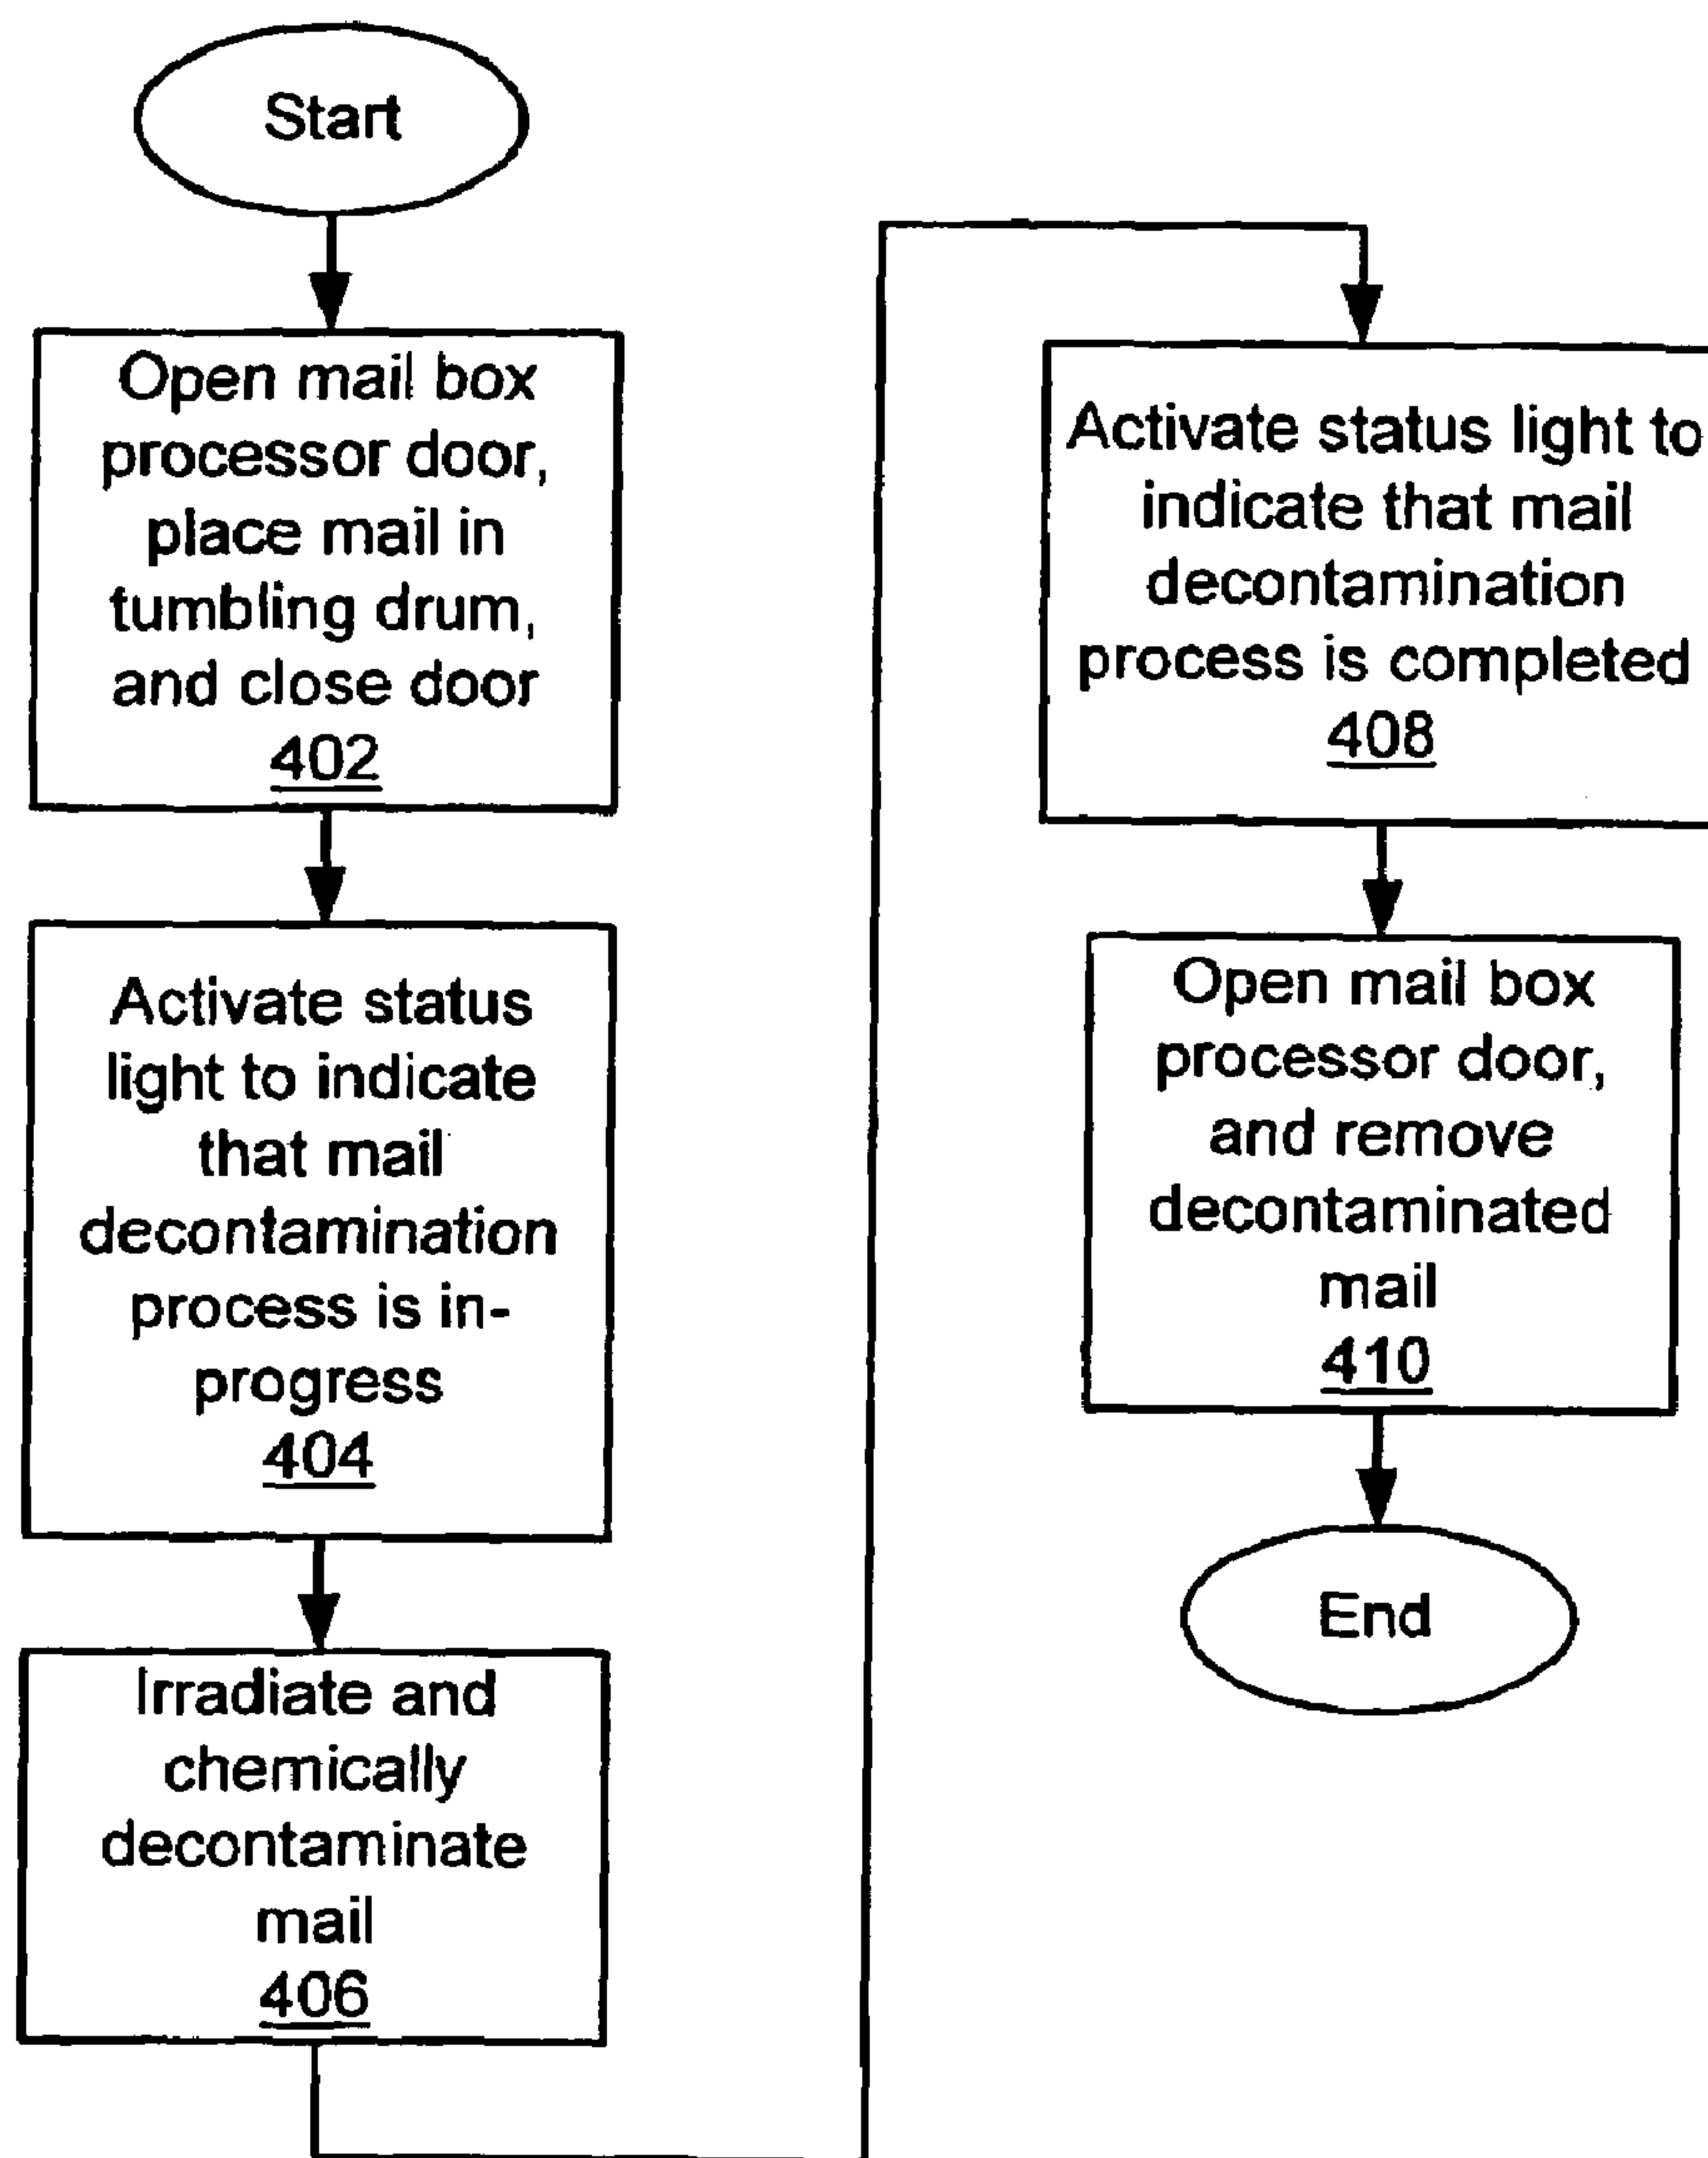 Start
Open mail box
processor door,
place mail in
tumbling drum,
and close door
402
Activate status
light to indicate
that mail
decontamination
process is in-
progress
404
Irradiate and
chemically
decontaminate
mail
406
Activate status light to
indicate that mail
decontamination
process is completed
408
Open mail box
processor door,
and remove
decontaminated
mail
410
End